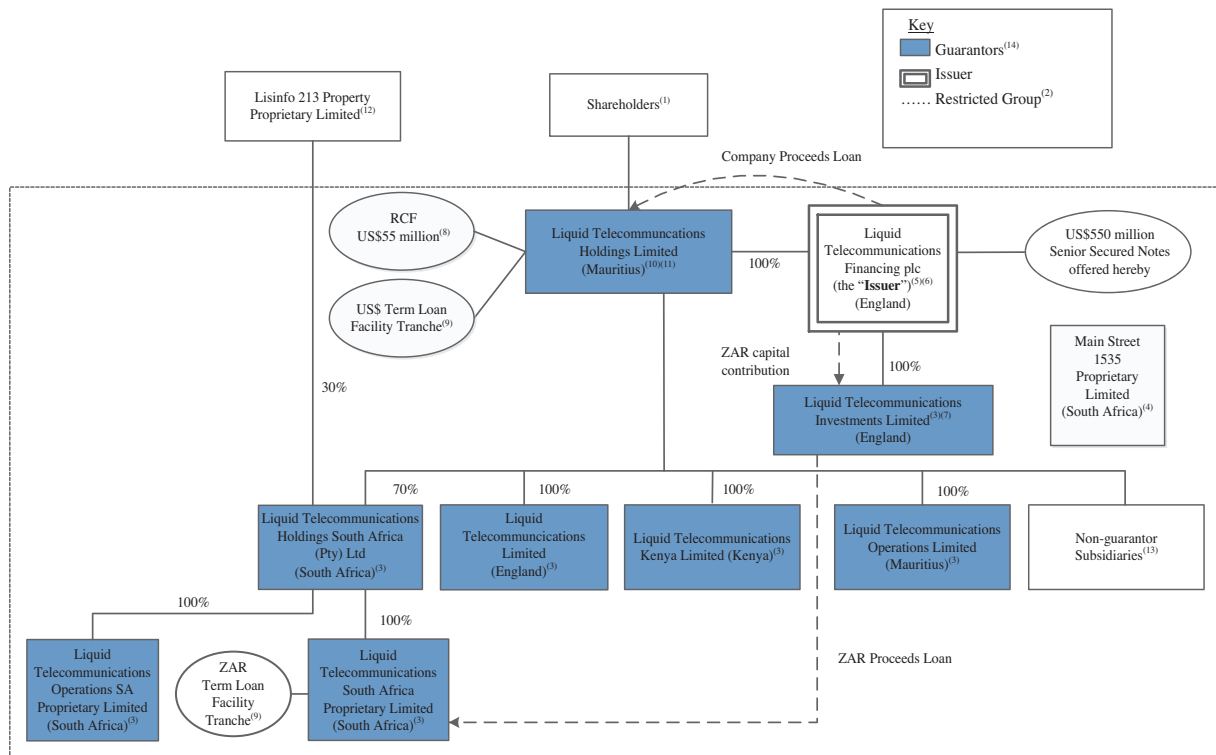 Key
Guarantors(14)
Issuer
...... Restricted Group(2)
Lisinfo 213 Property
Proprietary Limited(12)
Shareholders(1)
Company Proceeds Loan
RCF
US$55 million(8)
Liquid Telecommuncations
Holdings Limited
(Mauritius)(10)(11)
100%
Liquid
Telecommunications
Financing plc
(the “Issuer”)(5)(6)
(England)
US$550 million
Senior Secured Notes
offered hereby
US$ Term Loan
Facility Tranche(9)
30%
ZAR capital
contribution
100%
Main Street
1535
Proprietary
Limited
(South Africa)(4)
Liquid Telecommunications
Investments Limited(3)(7)
(England)
70%
100%
100%
100%
Liquid Telecommunications
Holdings South Africa
(Pty) Ltd
(South Africa)(3)
Liquid
Telecommuncications
Limited
(England)(3)
Liquid Telecommunications
Kenya Limited (Kenya)(3)
Liquid Telecommunications
Operations Limited
(Mauritius)(3)
Non-guarantor
Subsidiaries(13)
100%
100%
Liquid
Telecommunications
Operations SA
Proprietary Limited
(South Africa)(3)
ZAR
Term Loan
Facility
Tranche(9)
Liquid
Telecommunications
South Africa
Proprietary Limited
(South Africa)(3)
ZAR Proceeds Loan